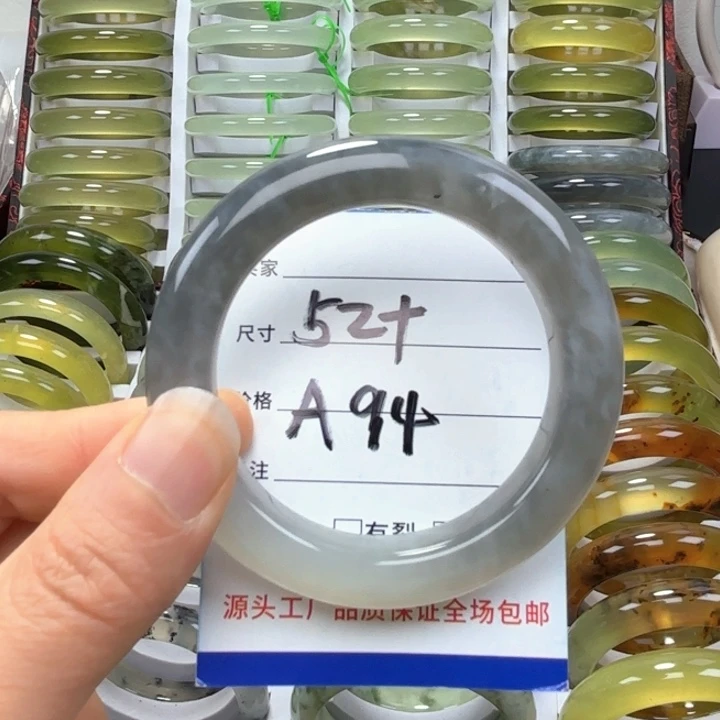 家
尺寸 52+
价格 A94
注
有裂
源头工厂 品质保证全场包邮